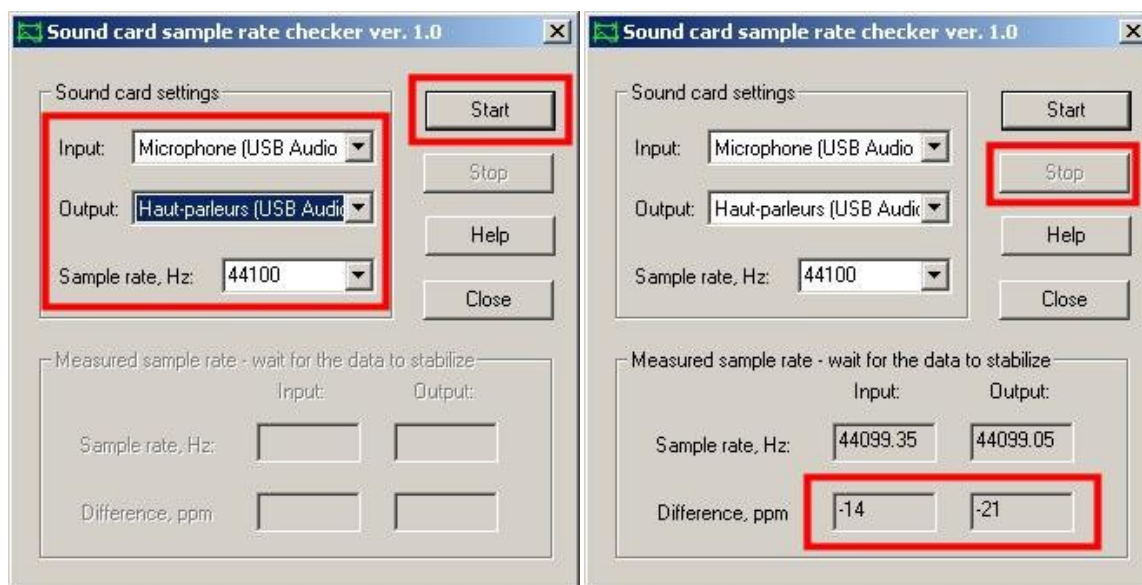 Sound card sample rate checker ver. 1.0
Sound card settings
Input: Microphone (USB Audio
Output: Haut-parleurs (USB Audic
Sample rate, Hz: 44100
Start
Stop
Help
Close
Measured sample rate - wait for the data to stabilize
Input: Output:
Sample rate, Hz:
Difference, ppm
Sound card sample rate checker ver. 1.0
Sound card settings
Input: Microphone (USB Audio
Output: Haut-parleurs (USB Audic
Sample rate, Hz: 44100
Start
Stop
Help
Close
Measured sample rate - wait for the data to stabilize
Input: Output:
Sample rate, Hz: 44099.35 44099.05
Difference, ppm -14 -21